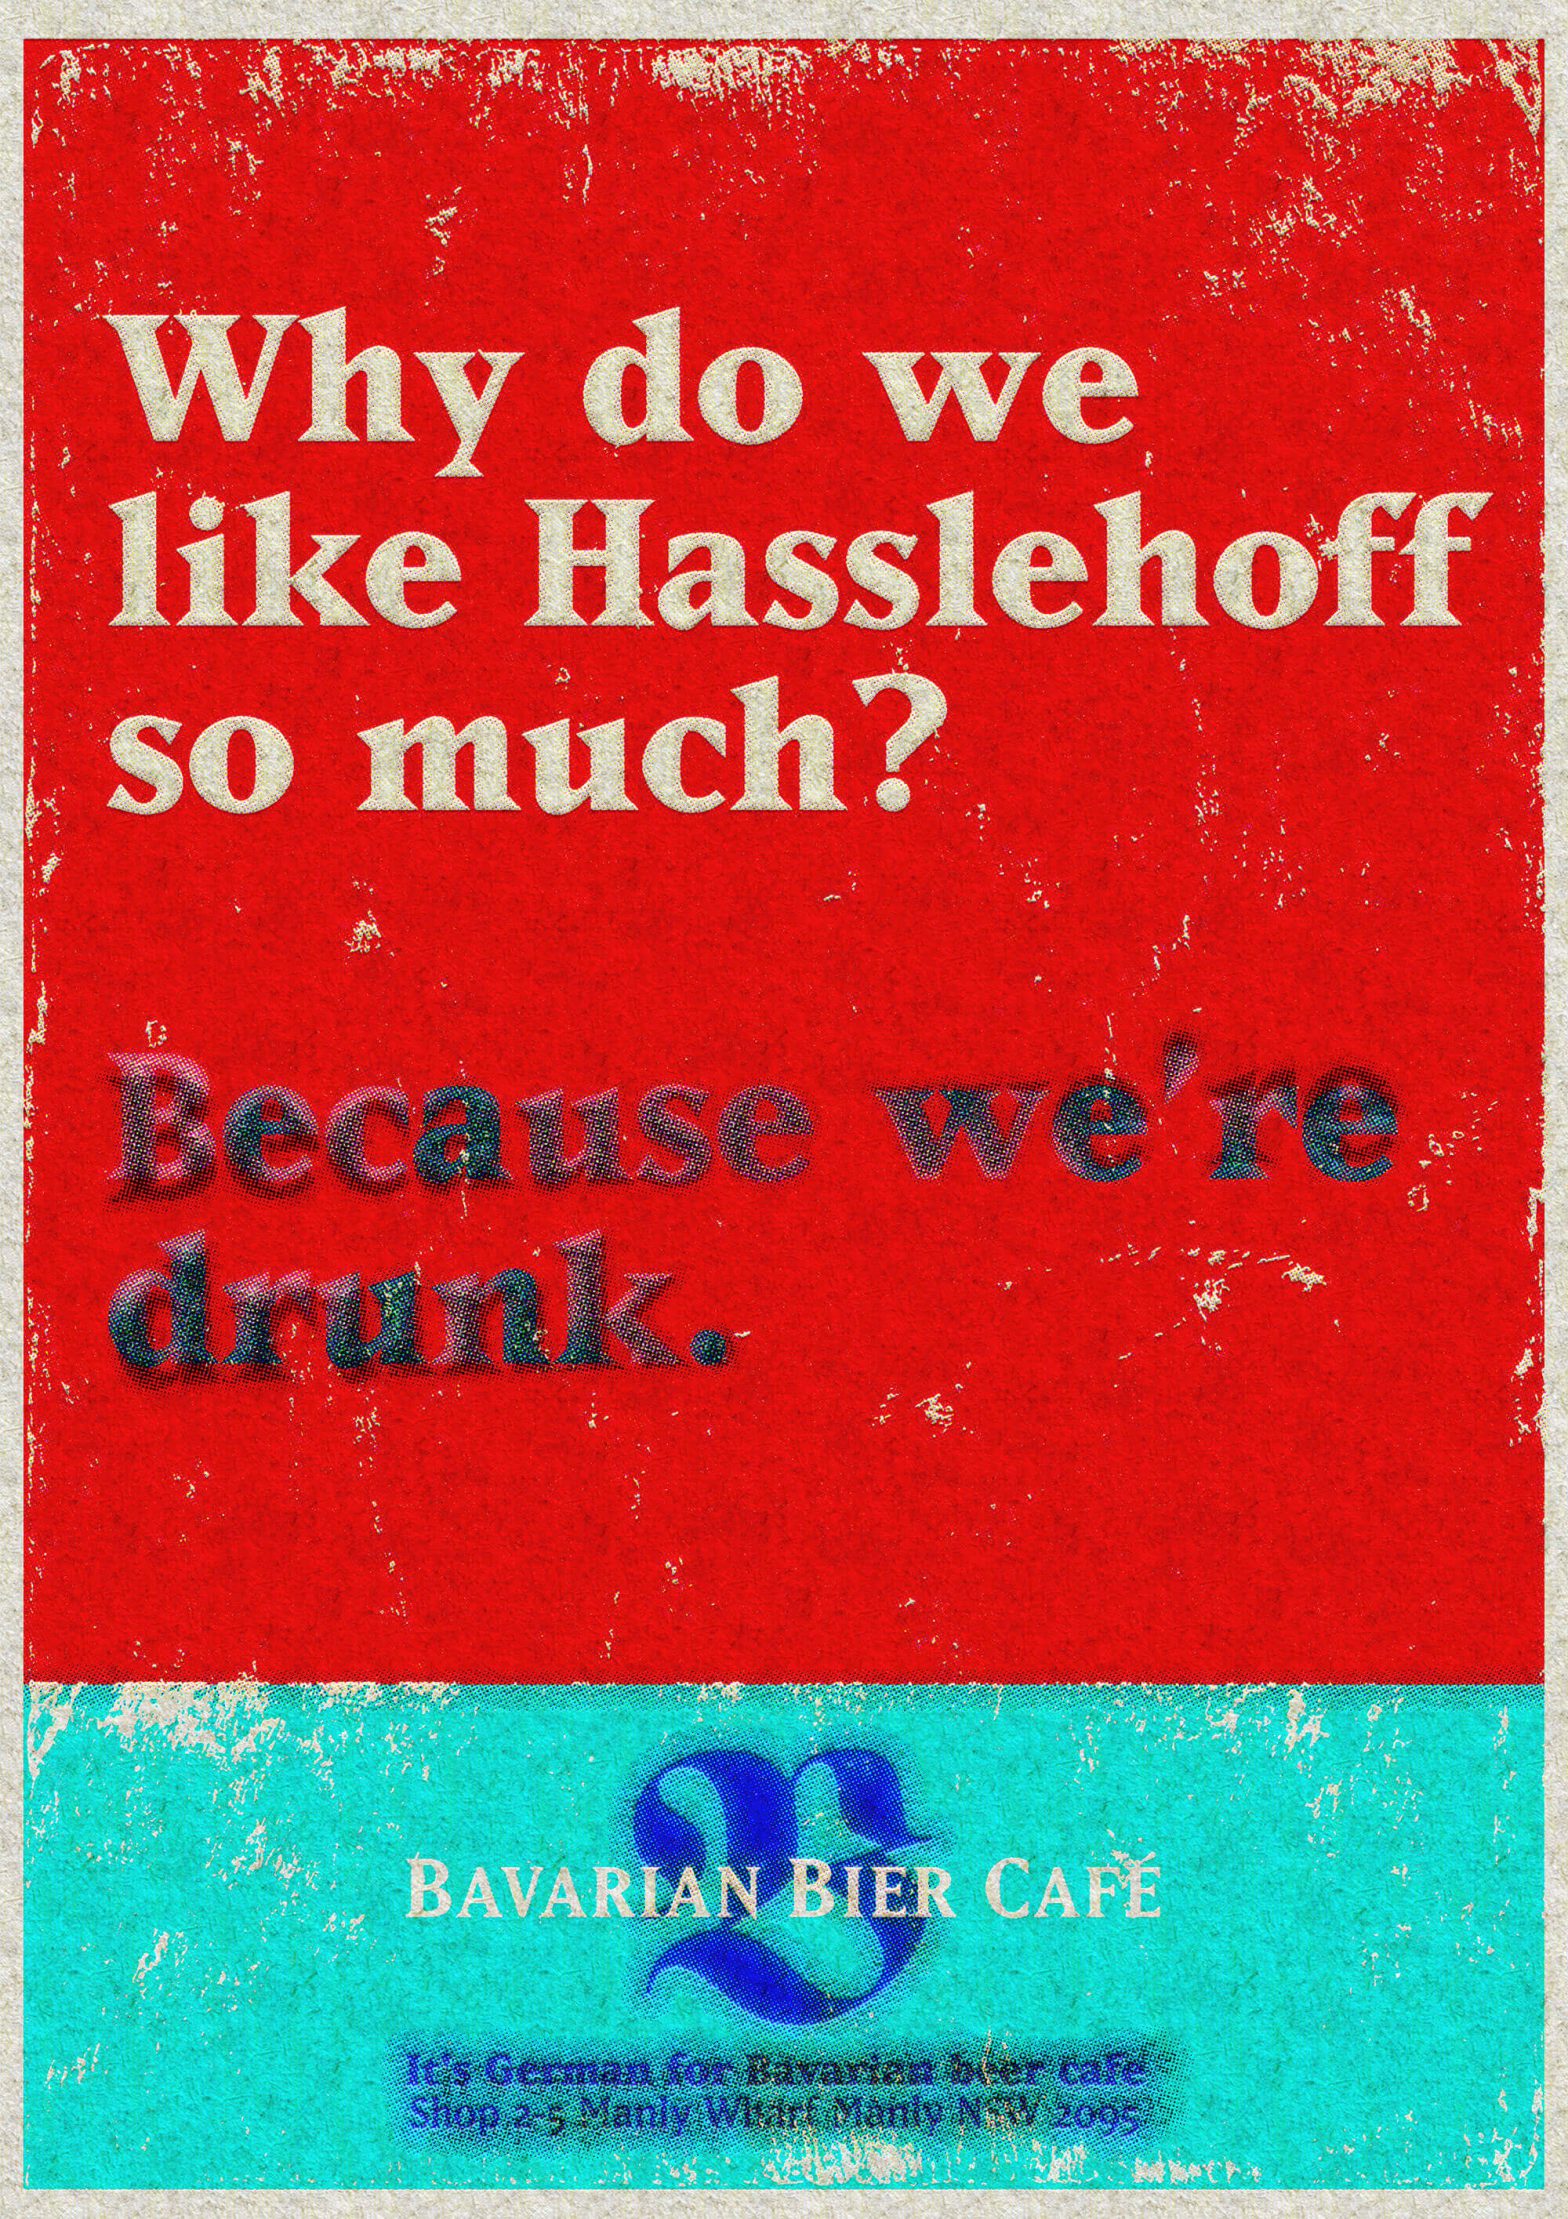 Why do we
like Hasslehoff
so much?
Because we're
drunk.
B
BAVARIAN BIER CAFÉ
It's German for Bavarian beer cafe
Shop 2-5 Manly Wharf Manly NSW 2095